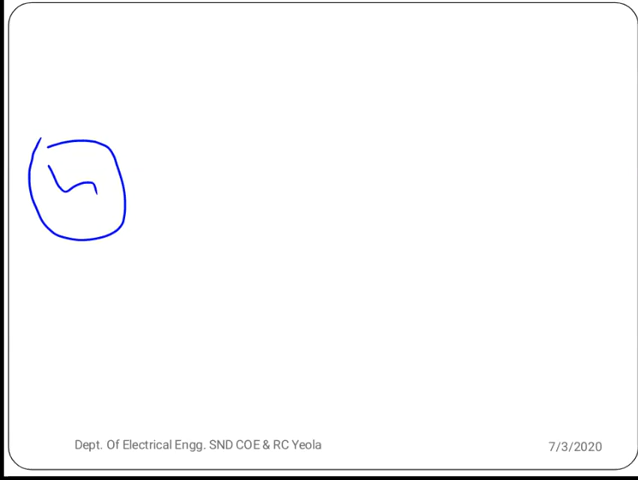 Dept. Of Electrical Engg. SND COE & RC Yeola
7/3/2020